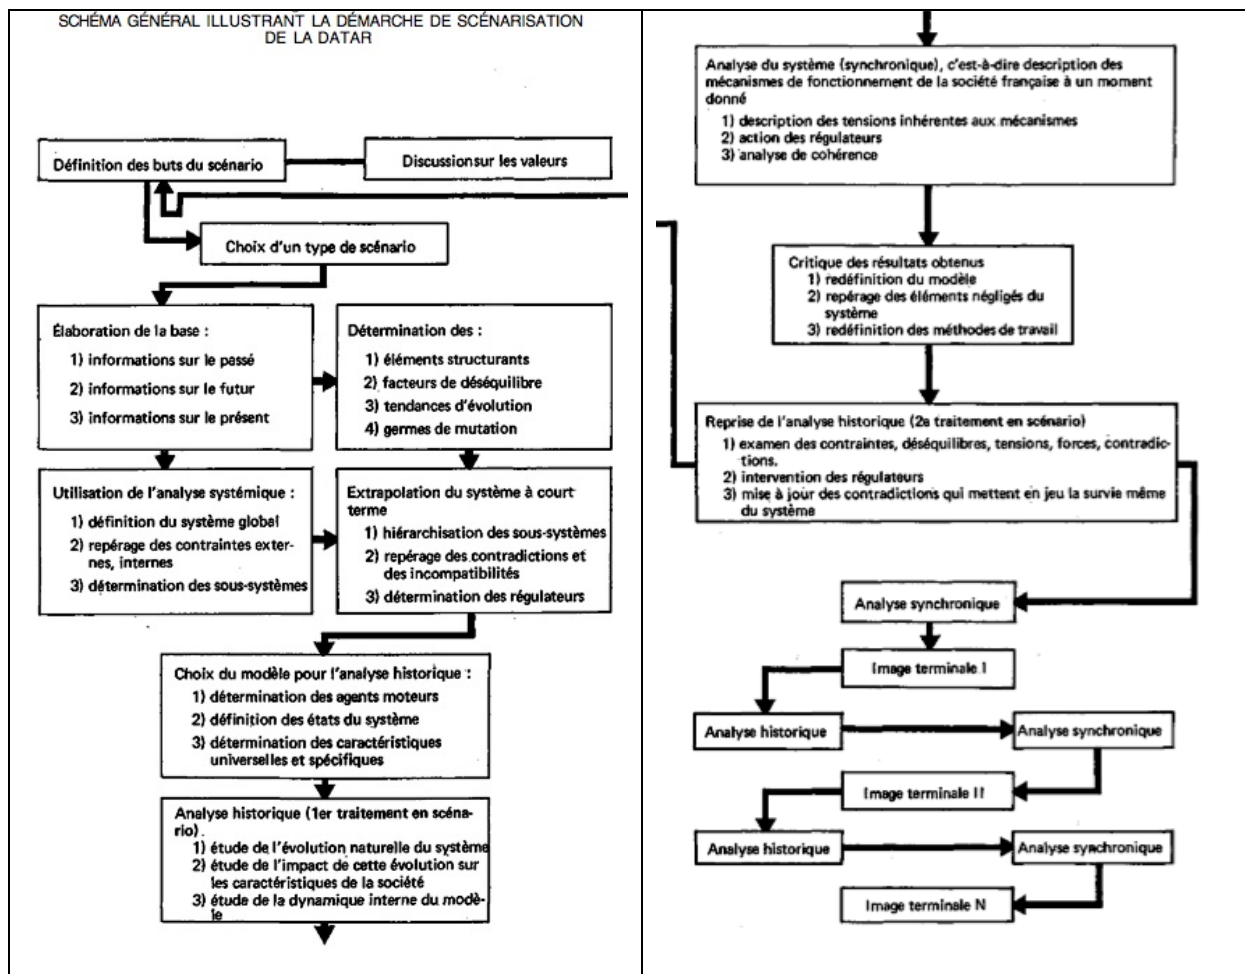 SCHÉMA GÉNÉRAL ILLUSTRANT LA DÉMARCHE DE SCÉNARISATION
DE LA DATAR
Définition des buts du scénario
Discussion sur les valeurs
Choix d'un type de scénario
Élaboration de la base :
1) informations sur le passé
2) informations sur le futur
3) informations sur le présent
Détermination des :
1) éléments structurants
2) facteurs de déséquilibre
3) tendances d'évolution
4) germes de mutation
Utilisation de l'analyse systémique :
1) définition du système global
2) repérage des contraintes exter-
nes, internes
3) détermination des sous-systèmes
Extrapolation du système à court
terme
1) hiérarchisation des sous-systèmes
2) repérage des contradictions et
des incompatibilités
3) détermination des régulateurs
Choix du modèle pour l'analyse historique :
1) détermination des agents moteurs
2) définition des états du système
3) détermination des caractéristiques
universelles et spécifiques
Analyse historique (1er traitement en scéna-
rio).
1) étude de l'évolution naturelle du système
2) étude de l'impact de cette évolution sur
les caractéristiques de la société
3) étude de la dynamique interne du modè-
le
Analyse du système (synchronique), c'est-à-dire description des
mécanismes de fonctionnement de la société française à un moment
donné
1) description des tensions inhérentes aux mécanismes
2) action des régulateurs
3) analyse de cohérence
Critique des résultats obtenus
1) redéfinition du modèle
2) repérage des éléments négligés du
système
3) redéfinition des méthodes de travail
Reprise de l'analyse historique (2e traitement en scénario)
1) examen des contraintes, déséquilibres, tensions, forces, contradic-
tions.
2) intervention des régulateurs
3) mise à jour des contradictions qui mettent en jeu la survie même
du système
Analyse synchronique
Image terminale I
Analyse historique
Analyse synchronique
Image terminale II
Analyse historique
Analyse synchronique
Image terminale N